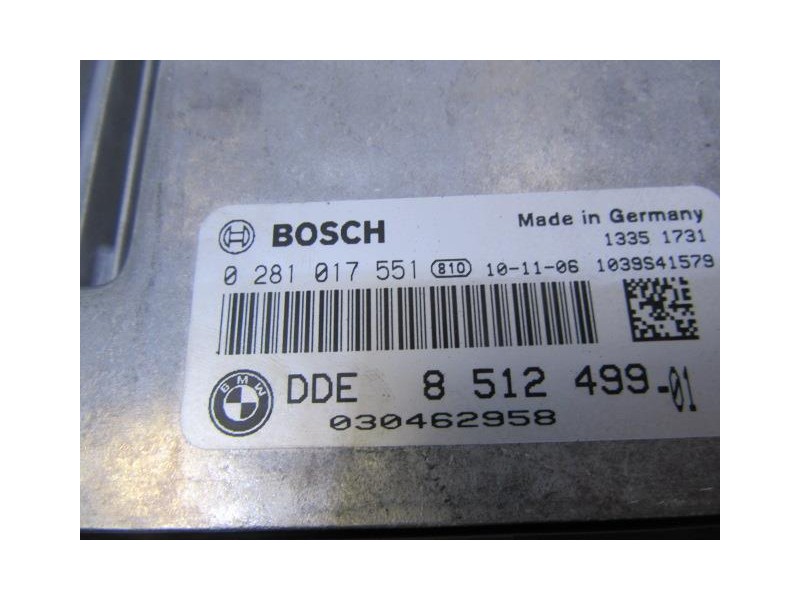 BOSCH Made in Germany
1335 1731
0 281 017 551 810 10-11-06 1039S41579
BMW DDE 8 512 499-01
030462958